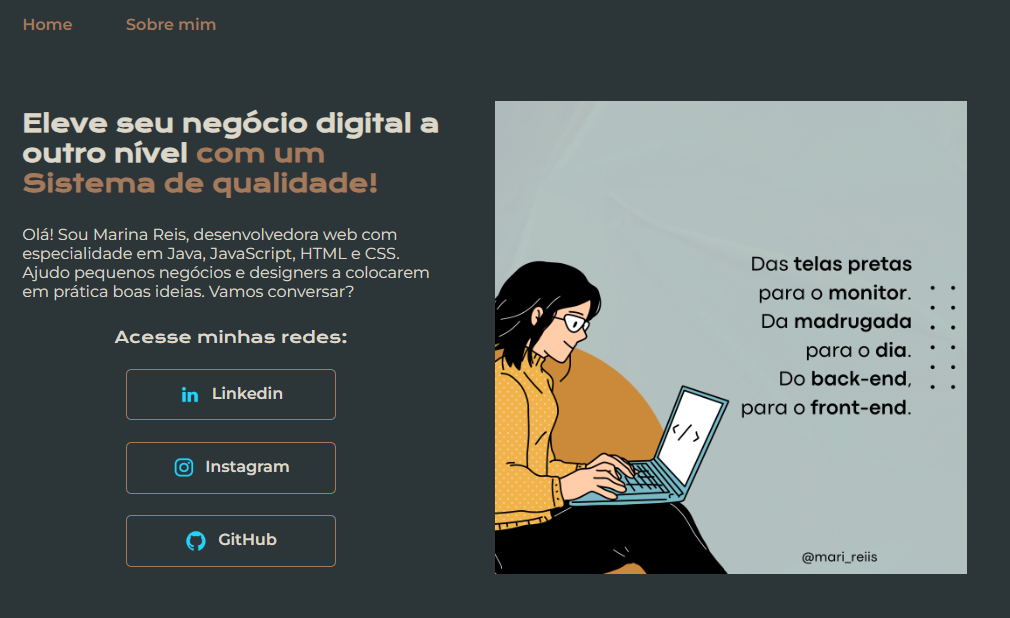 Home
Sobre mim
Eleve seu negócio digital a
outro nível com um
Sistema de qualidade!
Olá! Sou Marina Reis, desenvolvedora web com
especialidade em Java, JavaScript, HTML e CSS.
Ajudo pequenos negócios e designers a colocarem
em prática boas ideias. Vamos conversar?
Acesse minhas redes:
in Linkedin
Instagram
GitHub
Das telas pretas
para o monitor.
Da madrugada
para o dia.
Do back-end,
para o front-end.
</>
@mari_reiis